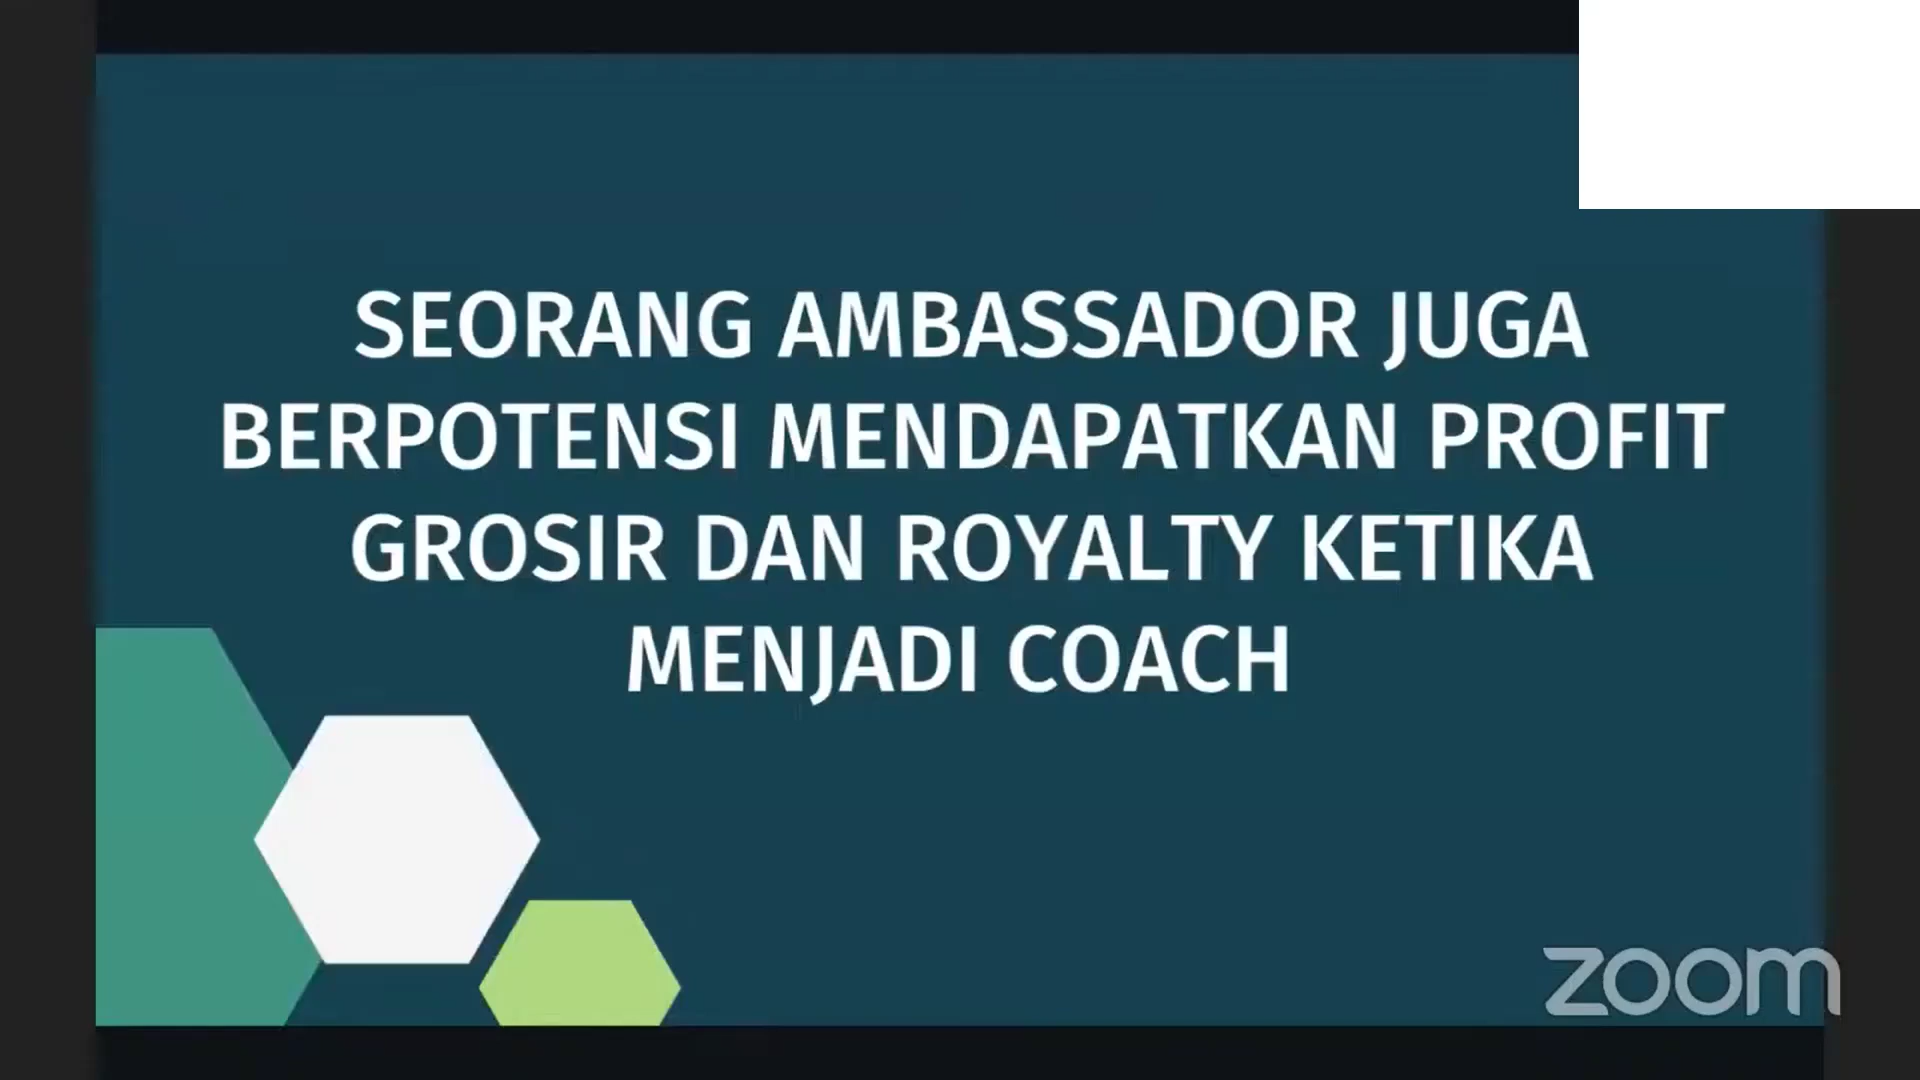 SEORANG AMBASSADOR JUGA
BERPOTENSI MENDAPATKAN PROFIT
GROSIR DAN ROYALTY KETIKA
MENJADI COACH
zoom